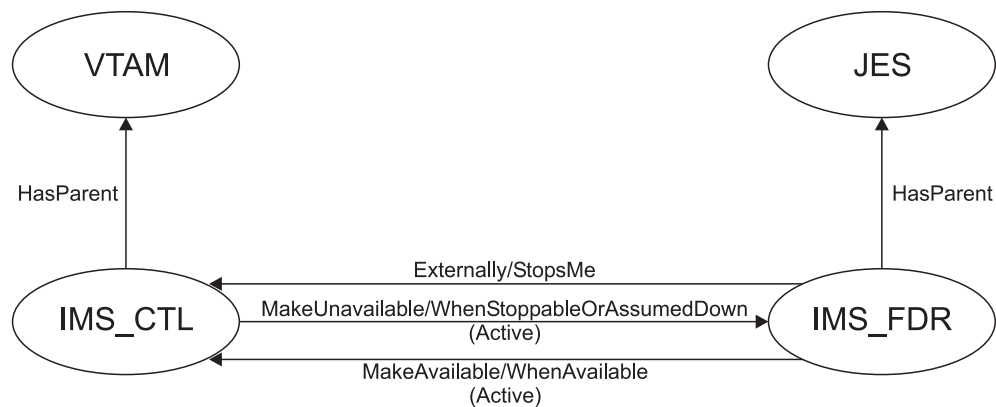 VTAM
JES
HasParent
HasParent
Externally/StopsMe
IMS_CTL
MakeUnavailable/WhenStoppableOrAssumedDown
(Active)
IMS_FDR
MakeAvailable/WhenAvailable
(Active)